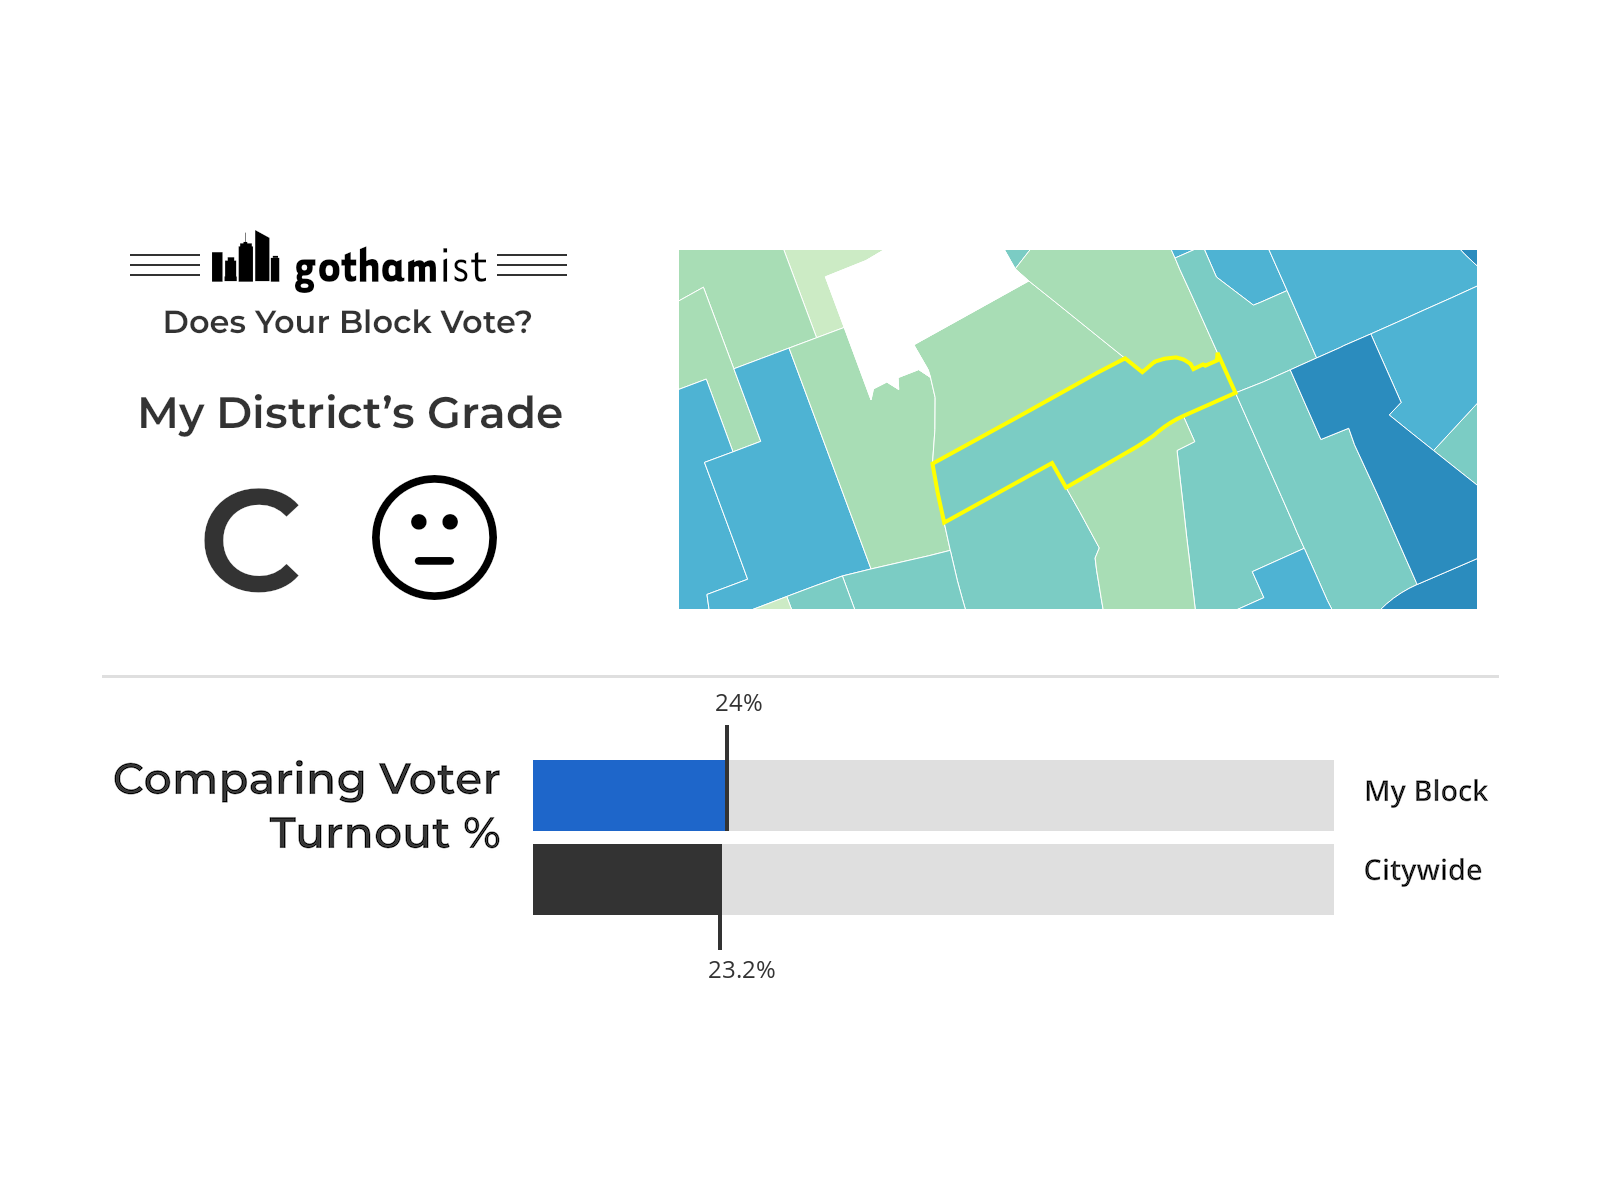 gothamist
Does Your Block Vote?
My District’s Grade
C
24%
Comparing Voter
Turnout %
My Block
Citywide
23.2%